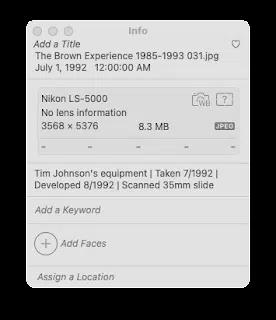 Info
Add a Title
The Brown Experience 1985-1993 031.jpg
July 1, 1992 12:00:00 AM
Nikon LS-5000
WB
?
No lens information
3568 × 5376 8.3 MB JPEG
– – – – –
Tim Johnson's equipment | Taken 7/1992 |
Developed 8/1992 | Scanned 35mm slide
Add a Keyword
+ Add Faces
Assign a Location